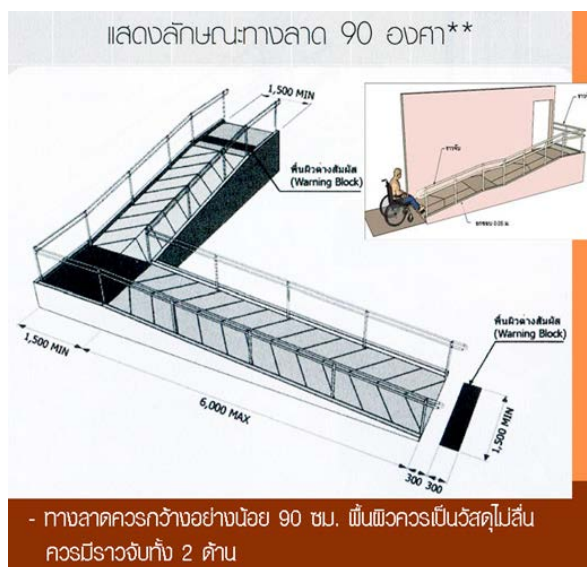 แสดงลักษณะทางลาด 90 องศา**
1,500 MIN
พื้นผิวต่างสัมผัส
(Warning Block)
ราวจับ
พื้นผิวต่างสัมผัส
(Warning Block)
1,500 MIN
6,000 MAX
300
300
1,500 MIN
- ทางลาดควรกว้างอย่างน้อย 90 ซม. พื้นผิวควรเป็นวัสดุไม่ลื่น
ควรมีราวจับทั้ง 2 ด้าน